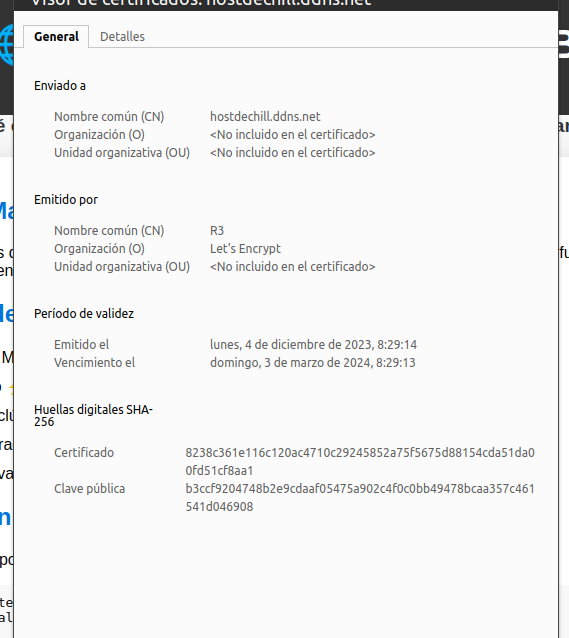 Visor de certificados: hostdechill.ddns.net
General Detalles
Enviado a
Nombre común (CN) hostdechill.ddns.net
Organización (O) <No incluido en el certificado>
Unidad organizativa (OU) <No incluido en el certificado>
Emitido por
Nombre común (CN) R3
Organización (O) Let's Encrypt
Unidad organizativa (OU) <No incluido en el certificado>
Período de validez
Emitido el lunes, 4 de diciembre de 2023, 8:29:14
Vencimiento el domingo, 3 de marzo de 2024, 8:29:13
Huellas digitales SHA-
256
Certificado 8238c361e116c120ac4710c29245852a75f5675d88154cda51da0
0fd51cf8aa1
Clave pública b3ccf9204748b2e9cdaaf05475a902c4f0c0bb49478bcaa357c461
541d046908